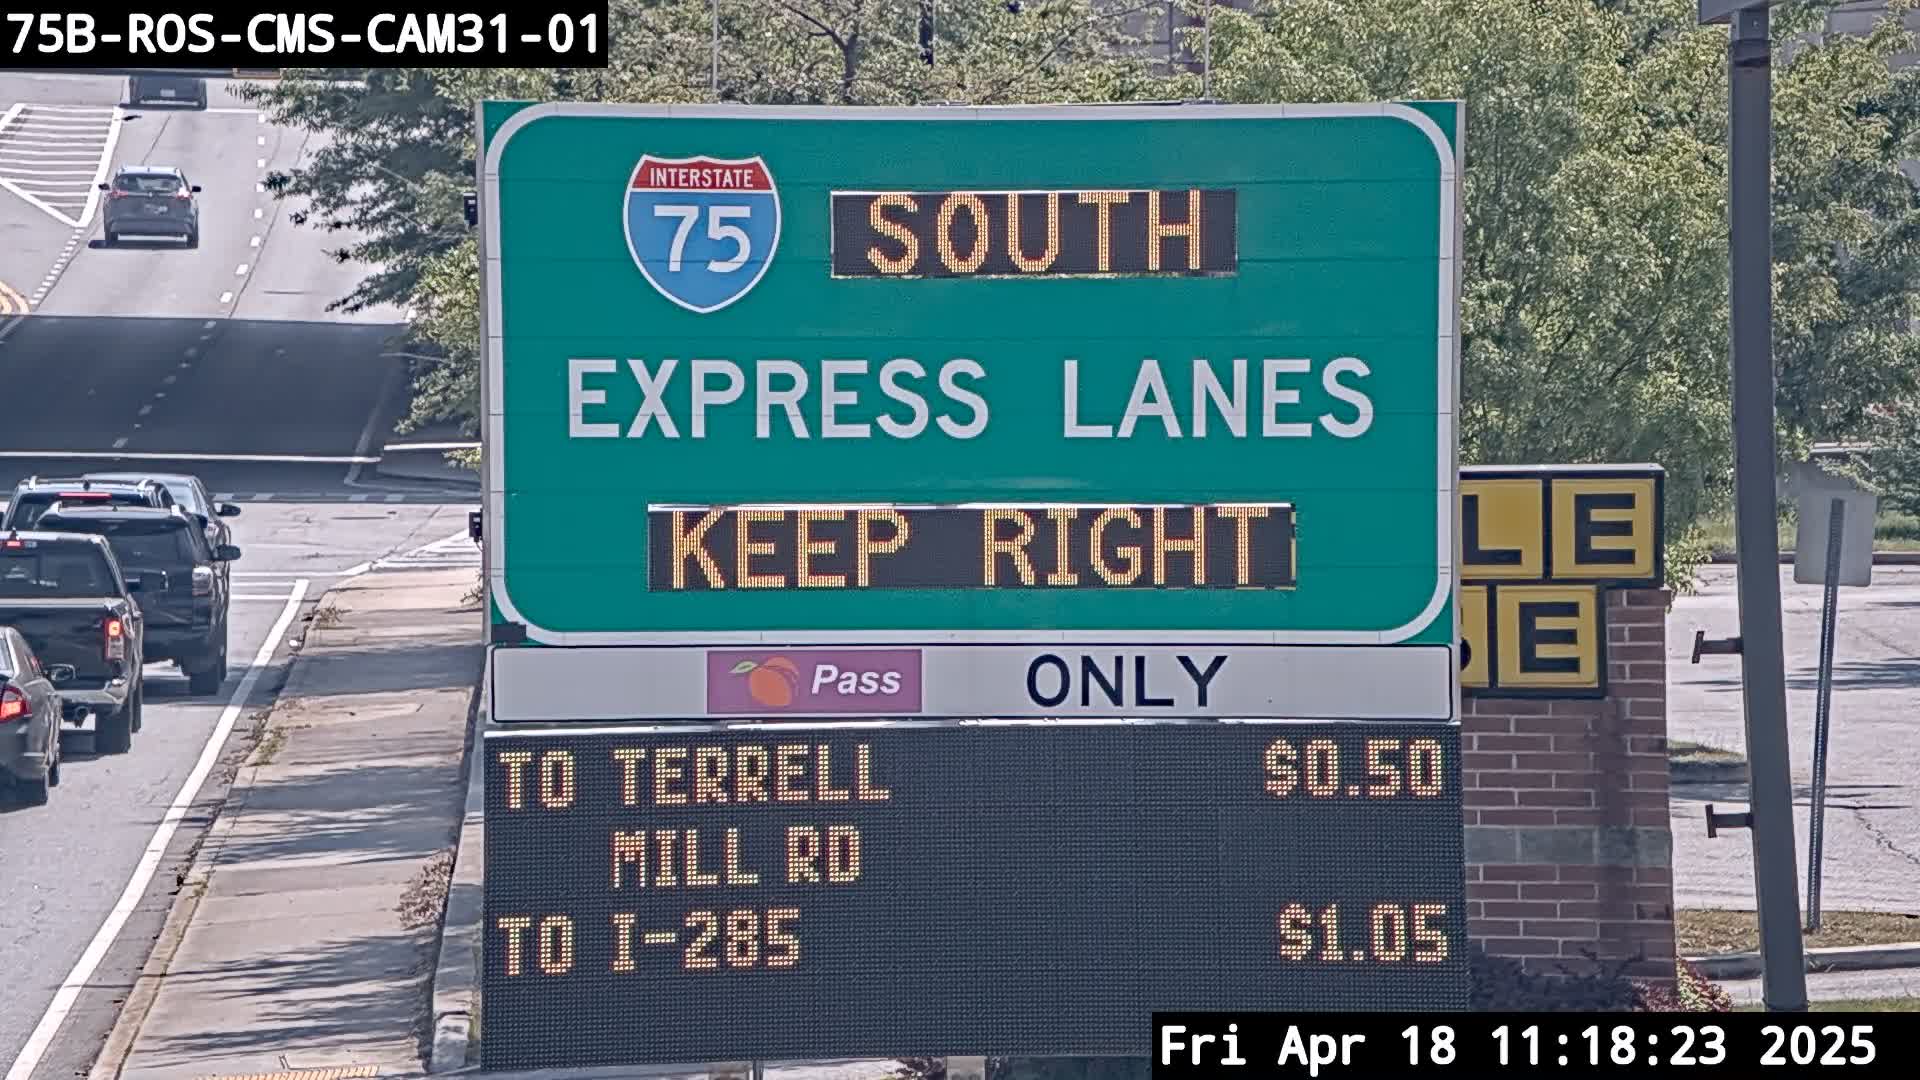 75B-ROS-CMS-CAM31-01
INTERSTATE
75
SOUTH
EXPRESS LANES
KEEP RIGHT
LE
E
Pass ONLY
TO TERRELL $0.50
MILL RD
TO I-285 $1.05
Fri Apr 18 11:18:23 2025